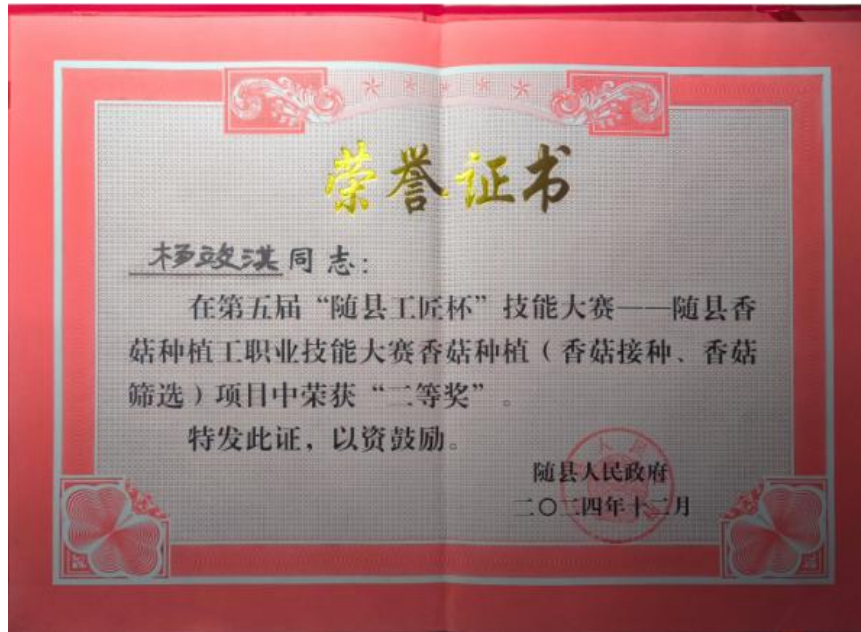 荣誉证书
杨竣淇同志：
在第五届“随县工匠杯”技能大赛——随县香
菇种植工职业技能大赛香菇种植（香菇接种、香菇
筛选）项目中荣获“二等奖”。
特发此证，以资鼓励。
随县人民政府
二〇二四年十二月